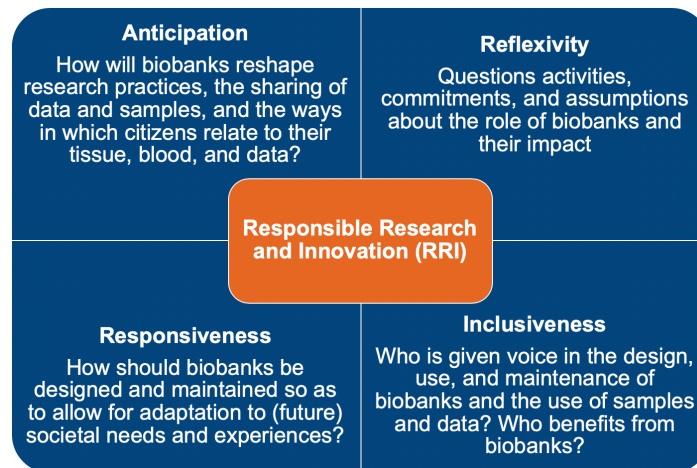 Anticipation
How will biobanks reshape
research practices, the sharing of
data and samples, and the ways
in which citizens relate to their
tissue, blood, and data?
Reflexivity
Questions activities,
commitments, and assumptions
about the role of biobanks and
their impact
Responsible Research
and Innovation (RRI)
Responsiveness
How should biobanks be
designed and maintained so as
to allow for adaptation to (future)
societal needs and experiences?
Inclusiveness
Who is given voice in the design,
use, and maintenance of
biobanks and the use of samples
and data? Who benefits from
biobanks?